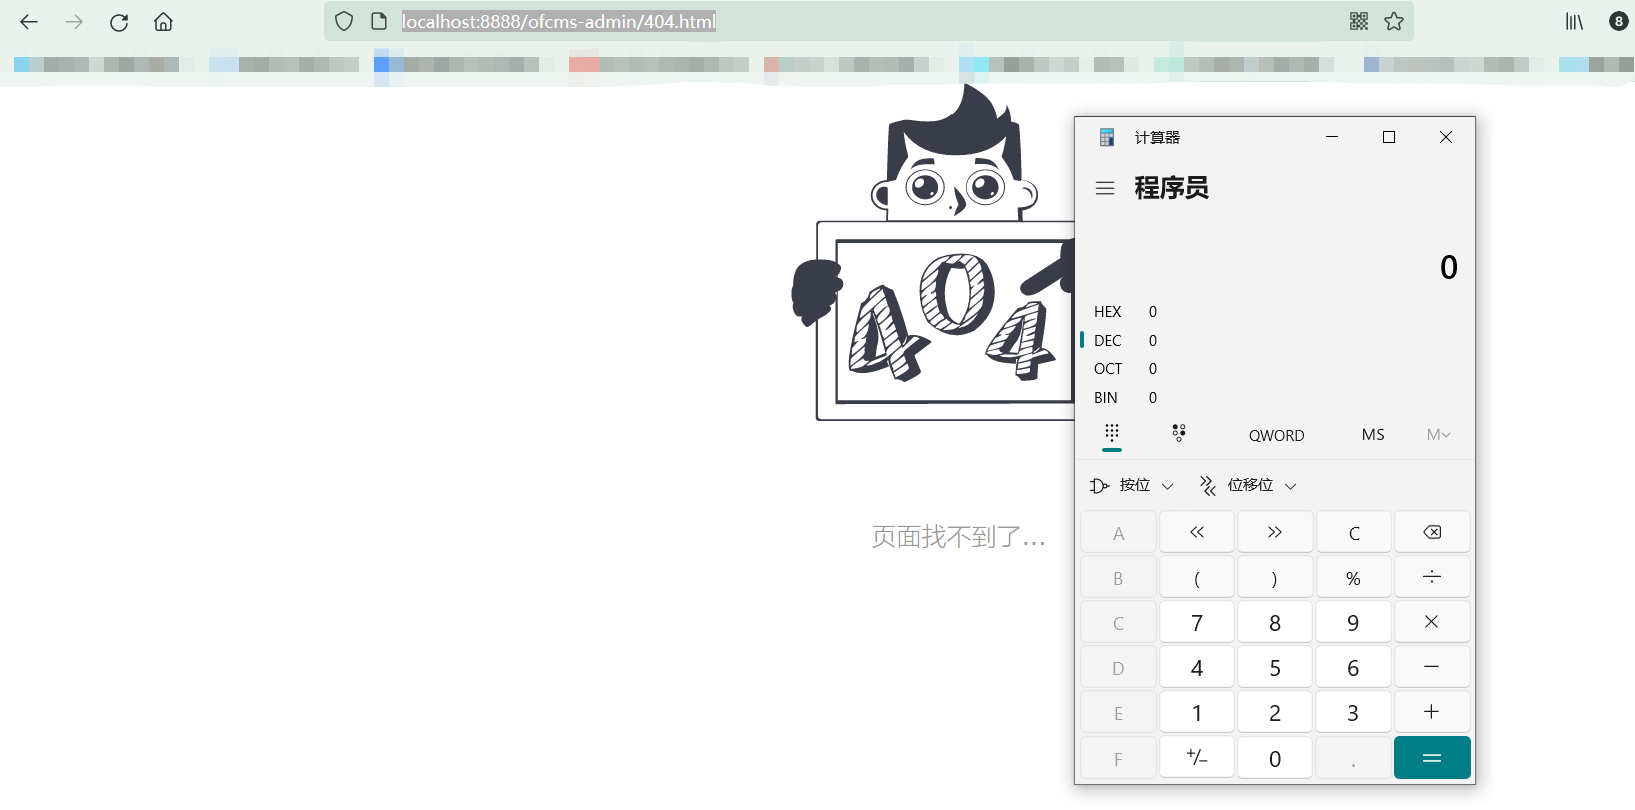 localhost:8888/ofcms-admin/404.html
8
404
页面找不到了...
计算器
程序员
0
HEX 0
DEC 0
OCT 0
BIN 0
QWORD MS M
按位 位移位
A « » C
B ( ) % ÷
C 7 8 9 ×
D 4 5 6 −
E 1 2 3 +
F +/− 0 . =